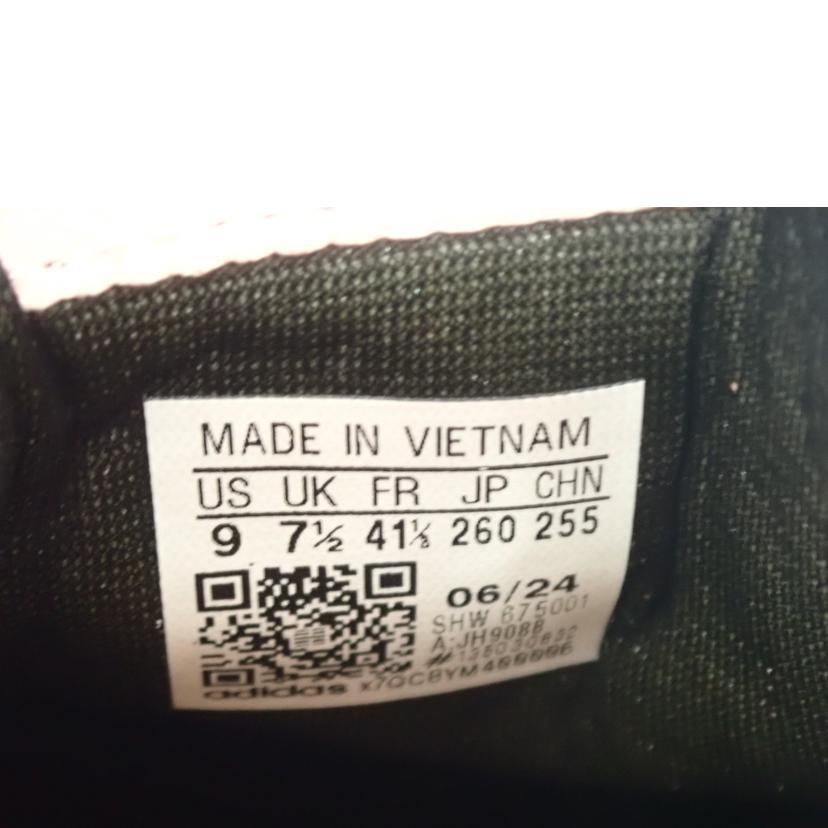 MADE IN VIETNAM
US UK FR JP CHN
9 7½ 41⅓ 260 255
06/24
SHW 675001
A:JH9088
adidas X7QCBYM400006